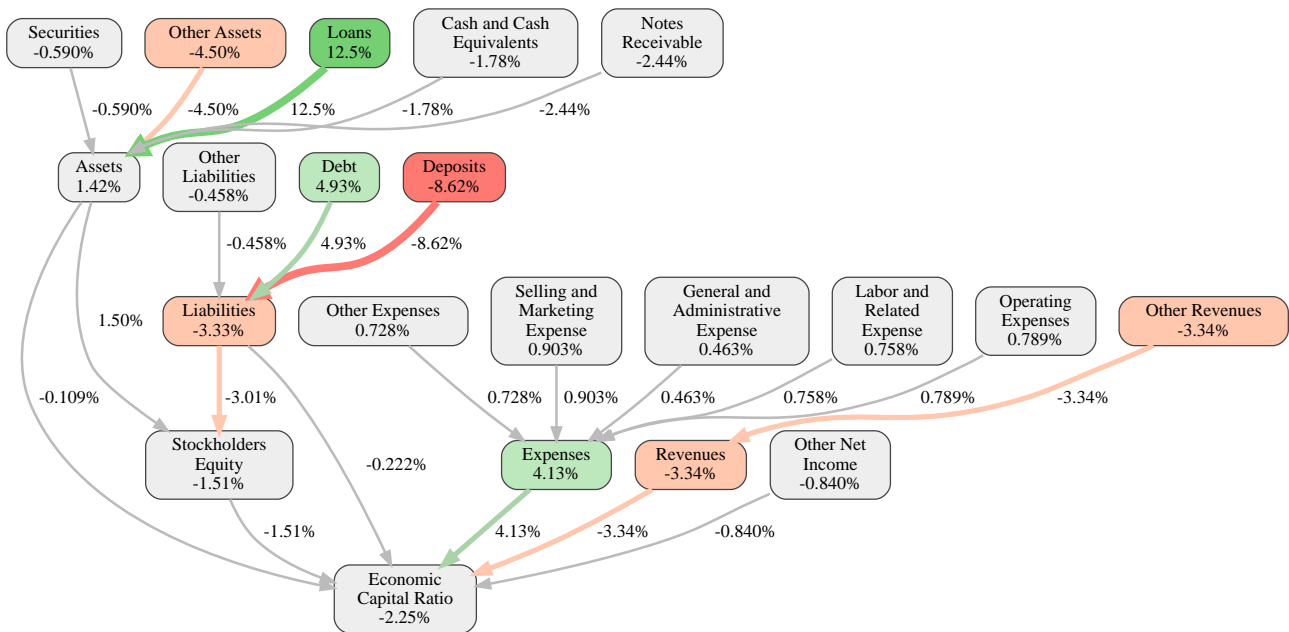 Securities
-0.590%
Other Assets
-4.50%
Loans
12.5%
Cash and Cash
Equivalents
-1.78%
Notes
Receivable
-2.44%
-0.590%
-4.50%
12.5%
-1.78%
-2.44%
Assets
1.42%
Other
Liabilities
-0.458%
Debt
4.93%
Deposits
-8.62%
-0.458%
4.93%
-8.62%
1.50%
Liabilities
-3.33%
Other Expenses
0.728%
Selling and
Marketing
Expense
0.903%
General and
Administrative
Expense
0.463%
Labor and
Related
Expense
0.758%
Operating
Expenses
0.789%
Other Revenues
-3.34%
-0.109%
-3.01%
0.728%
0.903%
0.463%
0.758%
0.789%
-3.34%
Stockholders
Equity
-1.51%
-0.222%
Expenses
4.13%
Revenues
-3.34%
Other Net
Income
-0.840%
-1.51%
4.13%
-3.34%
-0.840%
Economic
Capital Ratio
-2.25%